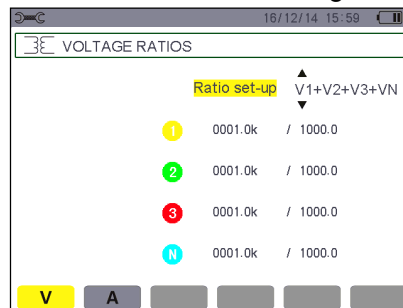 16/12/14 15:59
VOLTAGE RATIOS
Ratio set-up V1+V2+V3+VN
1 0001.0k / 1000.0
2 0001.0k / 1000.0
3 0001.0k / 1000.0
N 0001.0k / 1000.0
V A